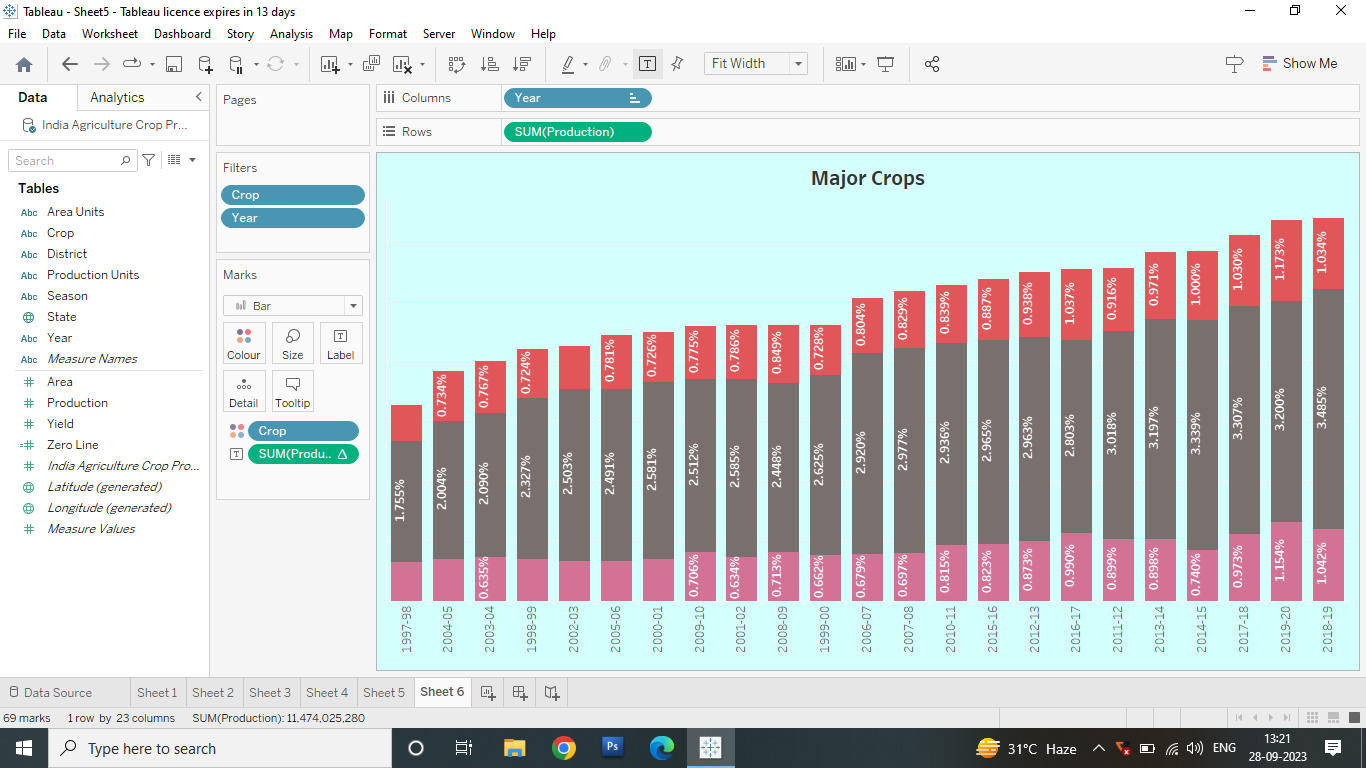 Tableau - Sheet5 - Tableau licence expires in 13 days
File Data Worksheet Dashboard Story Analysis Map Format Server Window Help
Fit Width
Show Me
Data Analytics
India Agriculture Crop Pr...
Search
Tables
Abc Area Units
Abc Crop
Abc District
Abc Production Units
Abc Season
State
Abc Year
Abc Measure Names
Area
Production
Yield
Zero Line
India Agriculture Crop Pro...
Latitude (generated)
Longitude (generated)
Measure Values
Pages
Filters
Crop
Year
Marks
Bar
Colour Size Label
Detail Tooltip
Crop
SUM(Produ.. Δ
Columns Year
Rows SUM(Production)
Major Crops
0.734% 0.767% 0.724% 0.781% 0.726% 0.775% 0.786% 0.849% 0.728% 0.804% 0.829% 0.839% 0.887% 0.938% 1.037% 0.916% 0.971% 1.000% 1.030% 1.173% 1.034%
1.755% 2.004% 2.090% 2.327% 2.503% 2.491% 2.581% 2.512% 2.585% 2.448% 2.625% 2.920% 2.977% 2.936% 2.965% 2.963% 2.803% 3.018% 3.197% 3.339% 3.307% 3.200% 3.485%
0.635% 0.706% 0.634% 0.713% 0.662% 0.679% 0.697% 0.815% 0.823% 0.873% 0.990% 0.899% 0.898% 0.740% 0.973% 1.154% 1.042%
1997-98 2004-05 2003-04 1998-99 2002-03 2005-06 2000-01 2009-10 2001-02 2008-09 1999-00 2006-07 2007-08 2010-11 2015-16 2012-13 2016-17 2011-12 2013-14 2014-15 2017-18 2019-20 2018-19
Data Source Sheet 1 Sheet 2 Sheet 3 Sheet 4 Sheet 5 Sheet 6
69 marks 1 row by 23 columns SUM(Production): 11,474,025,280
Type here to search
Ps
31°C Haze
ENG
13:21
28-09-2023